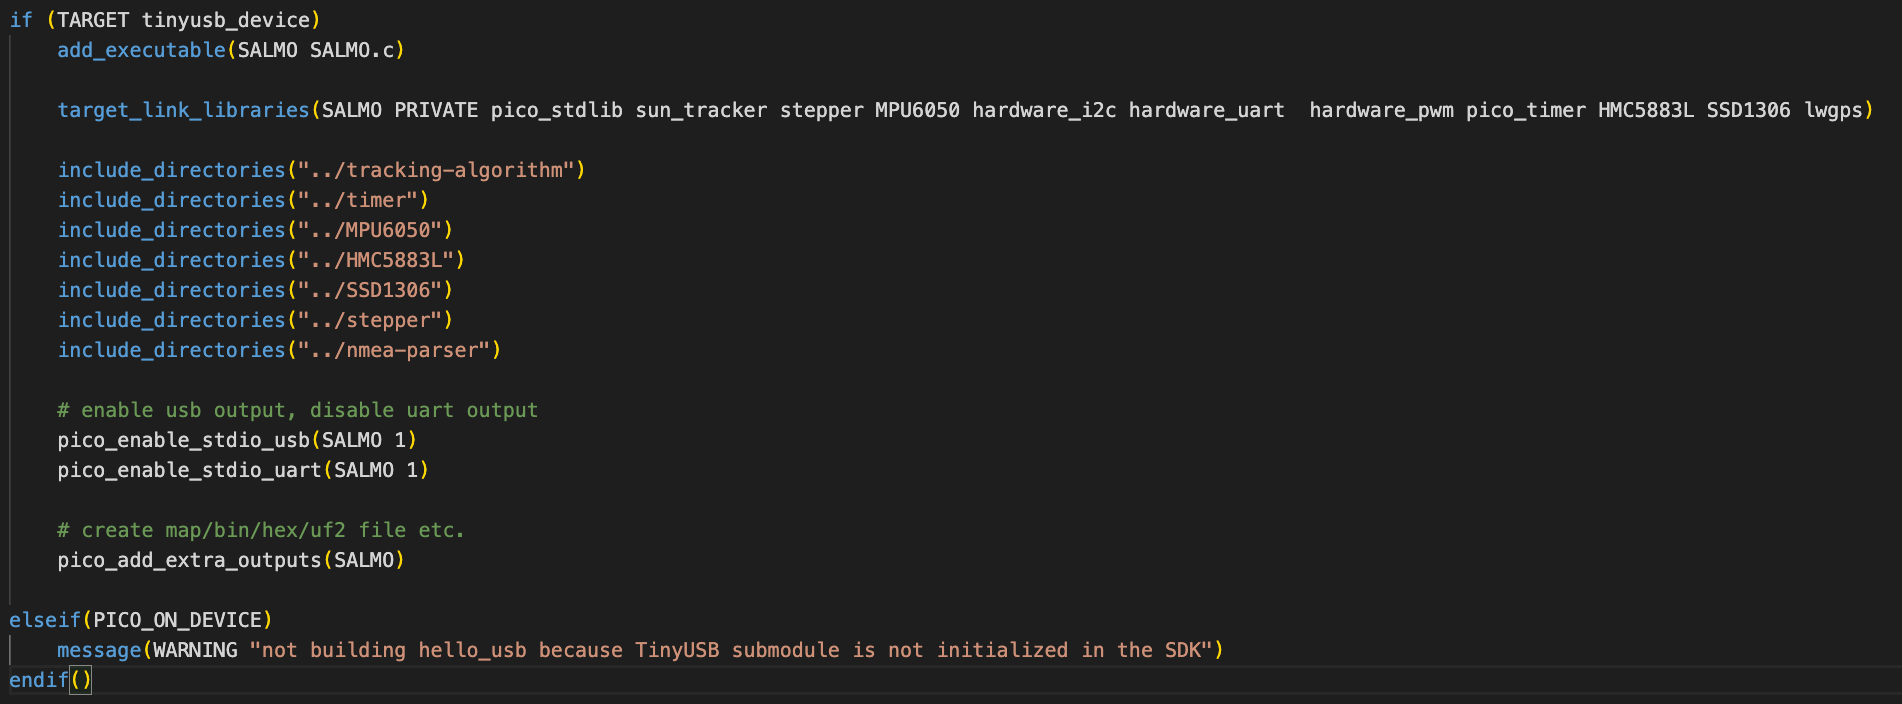 if (TARGET tinyusb_device)
    add_executable(SALMO SALMO.c)

    target_link_libraries(SALMO PRIVATE pico_stdlib sun_tracker stepper MPU6050 hardware_i2c hardware_uart  hardware_pwm pico_timer HMC5883L SSD1306 lwgps)

    include_directories("../tracking-algorithm")
    include_directories("../timer")
    include_directories("../MPU6050")
    include_directories("../HMC5883L")
    include_directories("../SSD1306")
    include_directories("../stepper")
    include_directories("../nmea-parser")

    # enable usb output, disable uart output
    pico_enable_stdio_usb(SALMO 1)
    pico_enable_stdio_uart(SALMO 1)

    # create map/bin/hex/uf2 file etc.
    pico_add_extra_outputs(SALMO)

elseif(PICO_ON_DEVICE)
    message(WARNING "not building hello_usb because TinyUSB submodule is not initialized in the SDK")
endif()